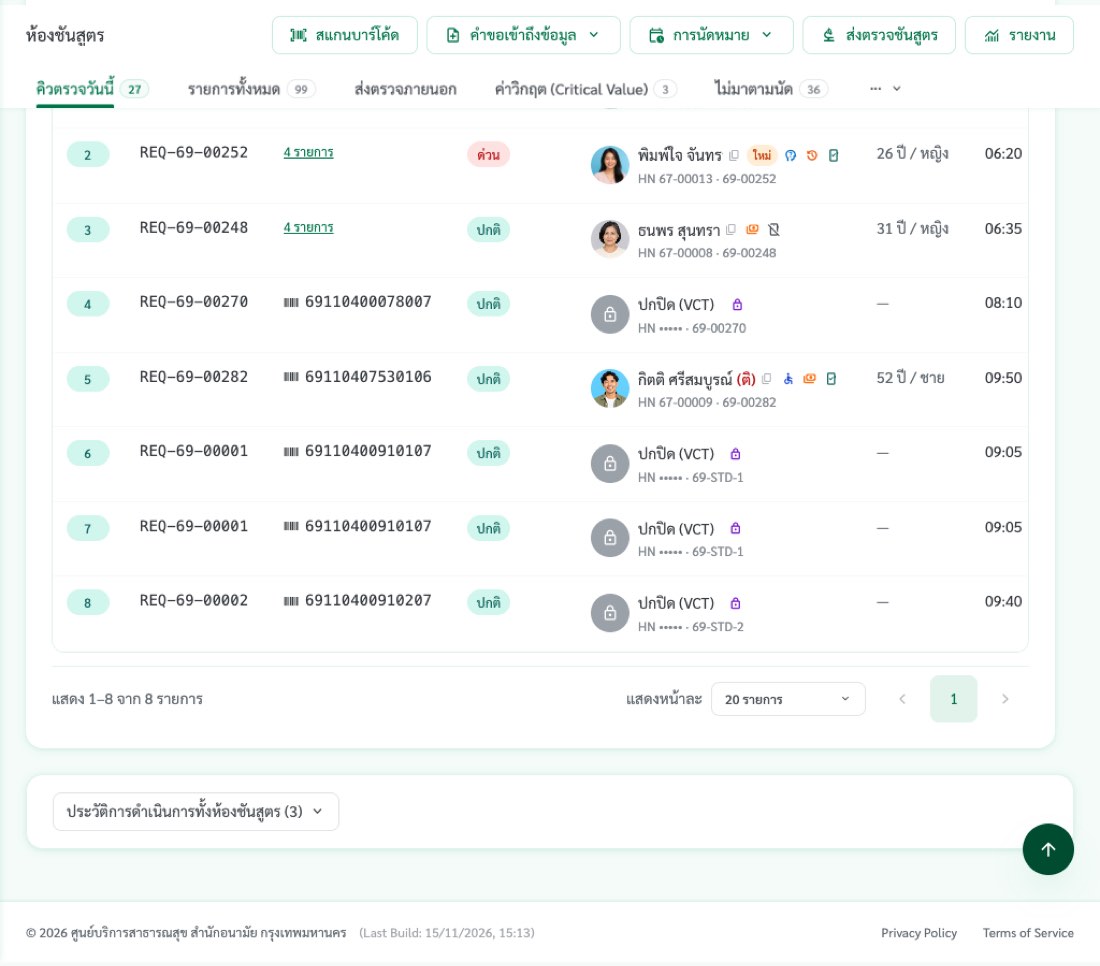 ห้องชันสูตร
สแกนบาร์โค้ด
คำขอเข้าถึงข้อมูล
การนัดหมาย
ส่งตรวจชันสูตร
รายงาน
คิวตรวจวันนี้ 27
รายการทั้งหมด 99
ส่งตรวจภายนอก
ค่าวิกฤต (Critical Value) 3
ไม่มาตามนัด 36
...
2 REQ-69-00252 4 รายการ ด่วน พิมพ์ใจ จันทร ใหม่ 26 ปี / หญิง 06:20
HN 67-00013 · 69-00252
3 REQ-69-00248 4 รายการ ปกติ ธนพร สุนทรา 31 ปี / หญิง 06:35
HN 67-00008 · 69-00248
4 REQ-69-00270 69110400078007 ปกติ ปกปิด (VCT) — 08:10
HN ••••• · 69-00270
5 REQ-69-00282 69110407530106 ปกติ กิตติ ศรีสมบูรณ์ (ติ) 52 ปี / ชาย 09:50
HN 67-00009 · 69-00282
6 REQ-69-00001 69110400910107 ปกติ ปกปิด (VCT) — 09:05
HN ••••• · 69-STD-1
7 REQ-69-00001 69110400910107 ปกติ ปกปิด (VCT) — 09:05
HN ••••• · 69-STD-1
8 REQ-69-00002 69110400910207 ปกติ ปกปิด (VCT) — 09:40
HN ••••• · 69-STD-2
แสดง 1–8 จาก 8 รายการ
แสดงหน้าละ 20 รายการ 1
ประวัติการดำเนินการทั้งห้องชันสูตร (3)
© 2026 ศูนย์บริการสาธารณสุข สำนักอนามัย กรุงเทพมหานคร (Last Build: 15/11/2026, 15:13)
Privacy Policy
Terms of Service